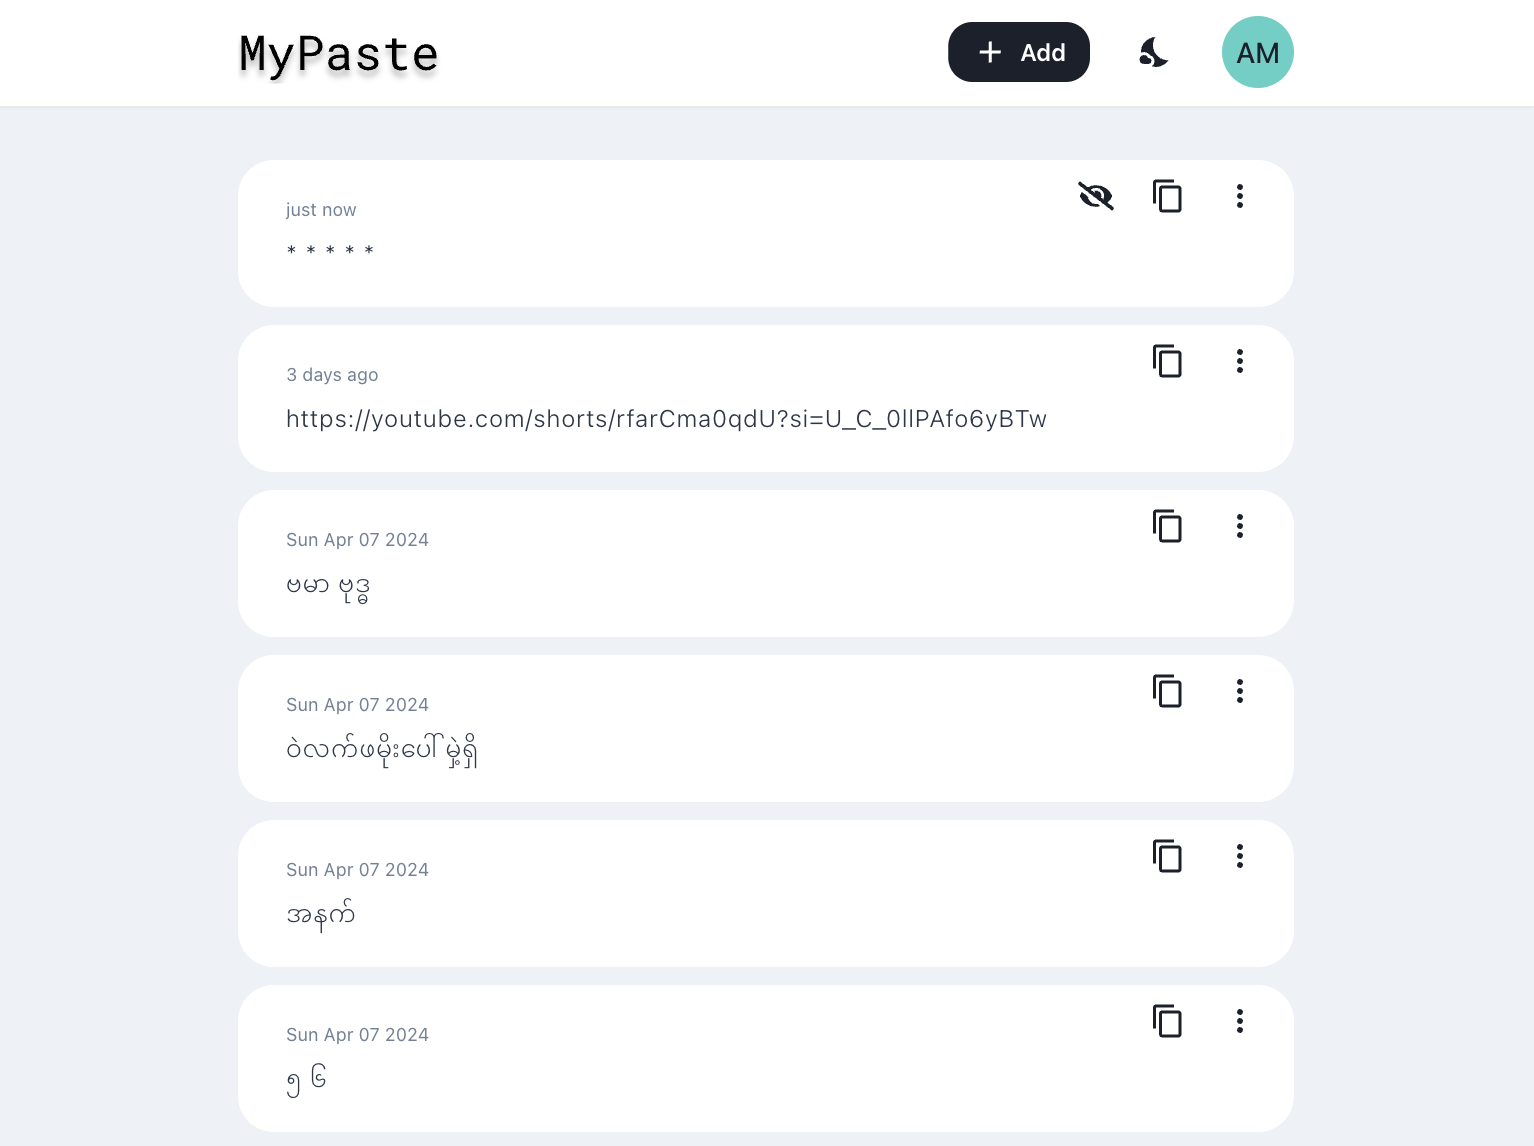 MyPaste
+ Add
AM
just now
* * * * *
3 days ago
https://youtube.com/shorts/rfarCma0qdU?si=U_C_0llPAfo6yBTw
Sun Apr 07 2024
ဗမာ ဗုဒ္ဓ
Sun Apr 07 2024
ဝဲလက်ဖမိုးပေါ်မှဲ့ရှိ
Sun Apr 07 2024
အနက်
Sun Apr 07 2024
၅ ၆